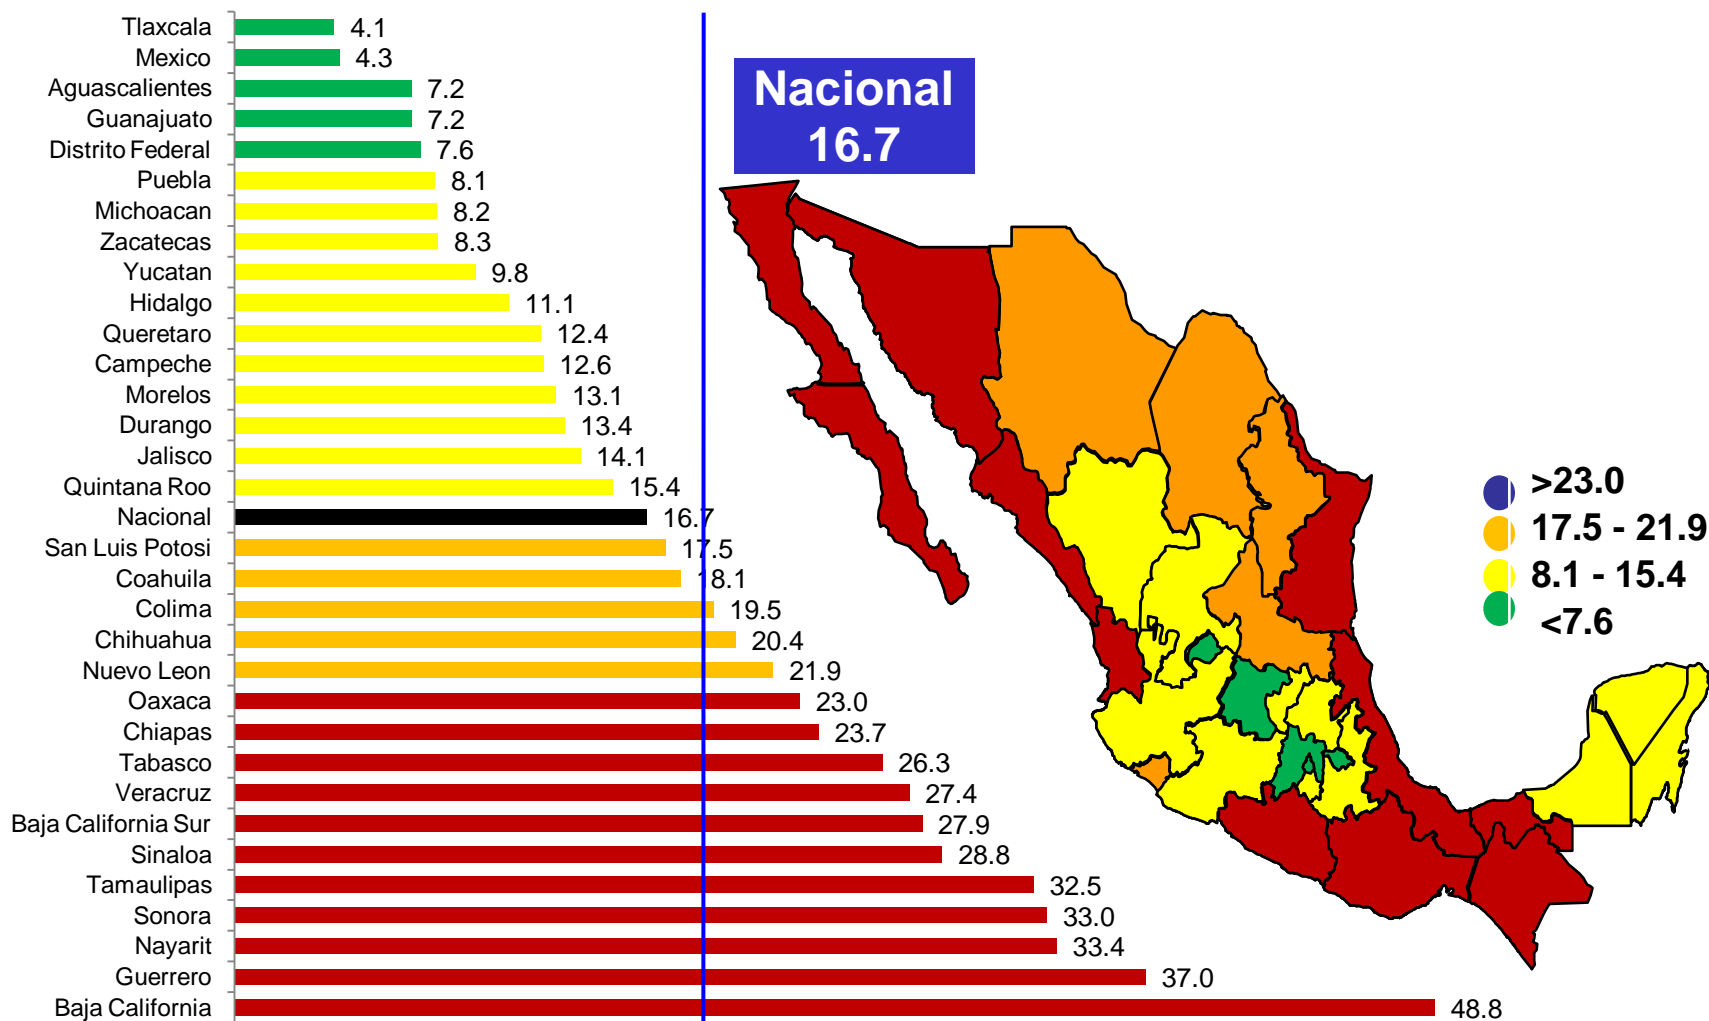 Tlaxcala 4.1
Mexico 4.3
Aguascalientes 7.2
Guanajuato 7.2
Distrito Federal 7.6
Puebla 8.1
Michoacan 8.2
Zacatecas 8.3
Yucatan 9.8
Hidalgo 11.1
Queretaro 12.4
Campeche 12.6
Morelos 13.1
Durango 13.4
Jalisco 14.1
Quintana Roo 15.4
Nacional 16.7
San Luis Potosi 17.5
Coahuila 18.1
Colima 19.5
Chihuahua 20.4
Nuevo Leon 21.9
Oaxaca 23.0
Chiapas 23.7
Tabasco 26.3
Veracruz 27.4
Baja California Sur 27.9
Sinaloa 28.8
Tamaulipas 32.5
Sonora 33.0
Nayarit 33.4
Guerrero 37.0
Baja California 48.8
Nacional
16.7
>23.0
17.5 - 21.9
8.1 - 15.4
<7.6